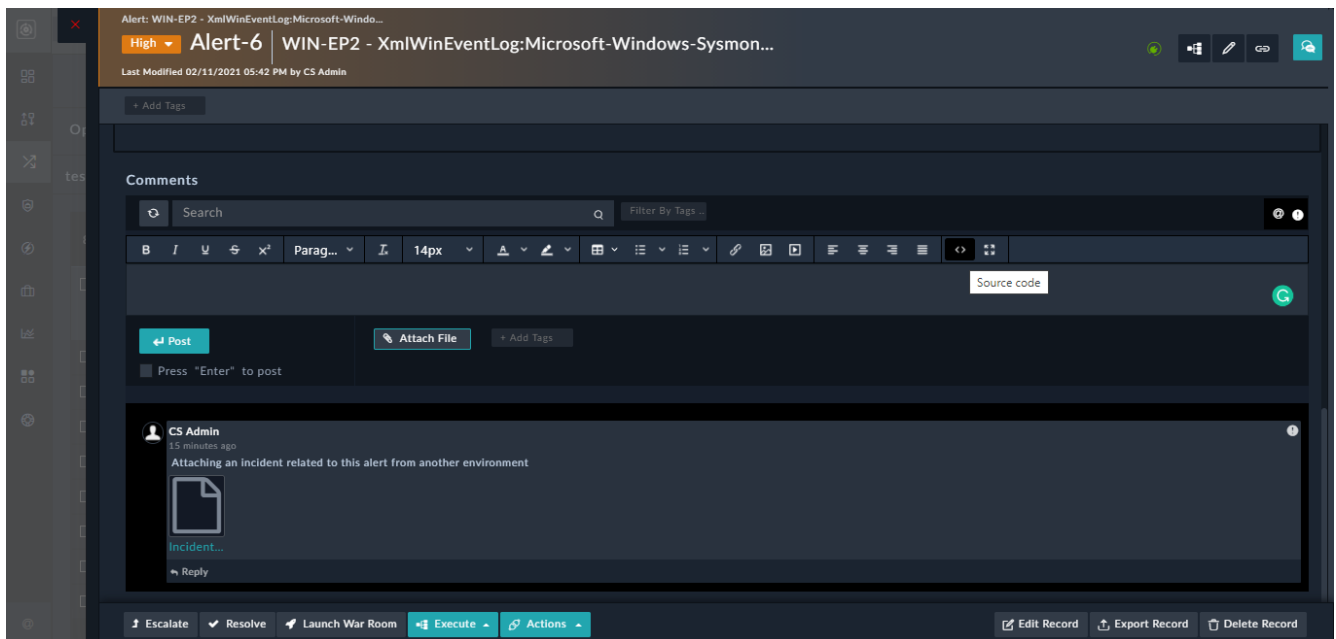 Alert: WIN-EP2 - XmlWinEventLog:Microsoft-Windo...
High Alert-6 WIN-EP2 - XmlWinEventLog:Microsoft-Windows-Sysmon...
Last Modified 02/11/2021 05:42 PM by CS Admin
+ Add Tags
Op
tes
Comments
Search Filter By Tags ..
B I U S X² Parag... Ix 14px A
Source code
Post Attach File + Add Tags
Press "Enter" to post
CS Admin
15 minutes ago
Attaching an incident related to this alert from another environment
Incident...
Reply
Escalate Resolve Launch War Room Execute Actions Edit Record Export Record Delete Record